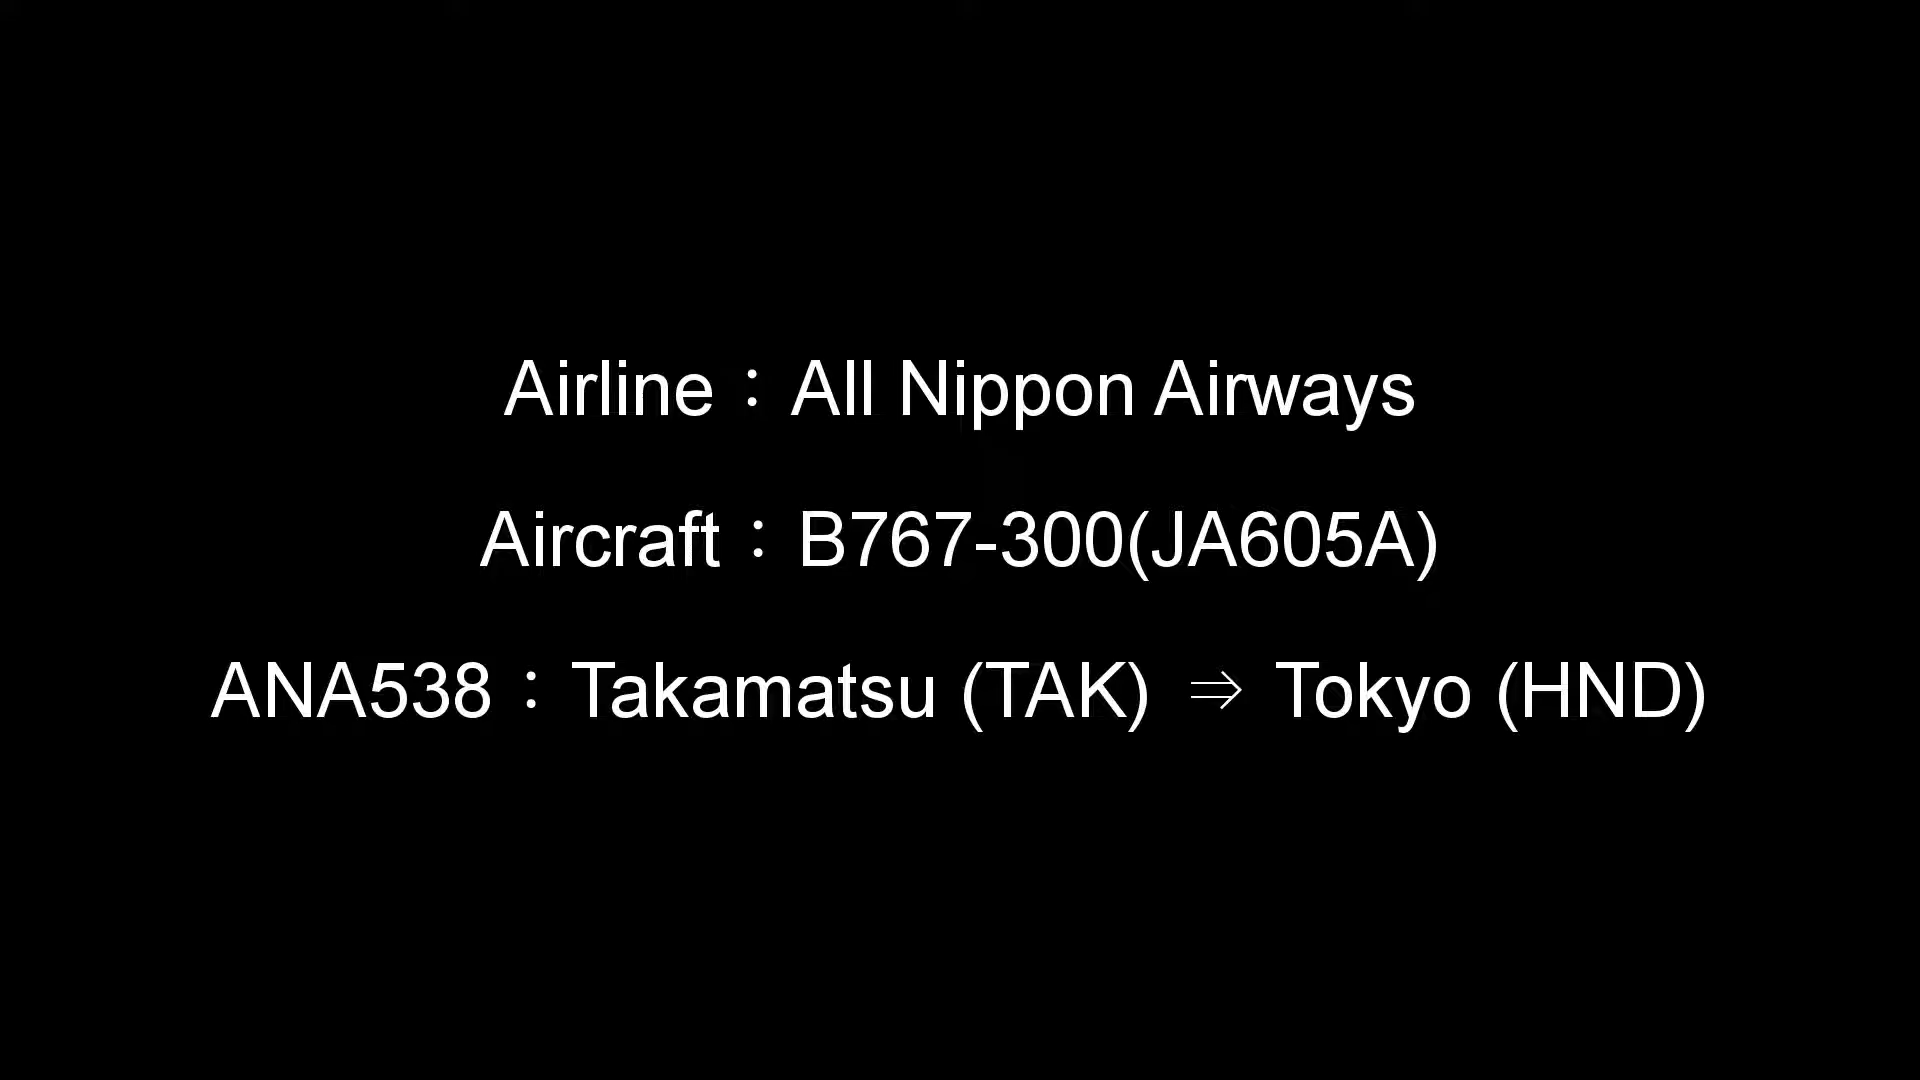 Airline：All Nippon Airways
Aircraft：B767-300(JA605A)
ANA538：Takamatsu (TAK) ⇒ Tokyo (HND)